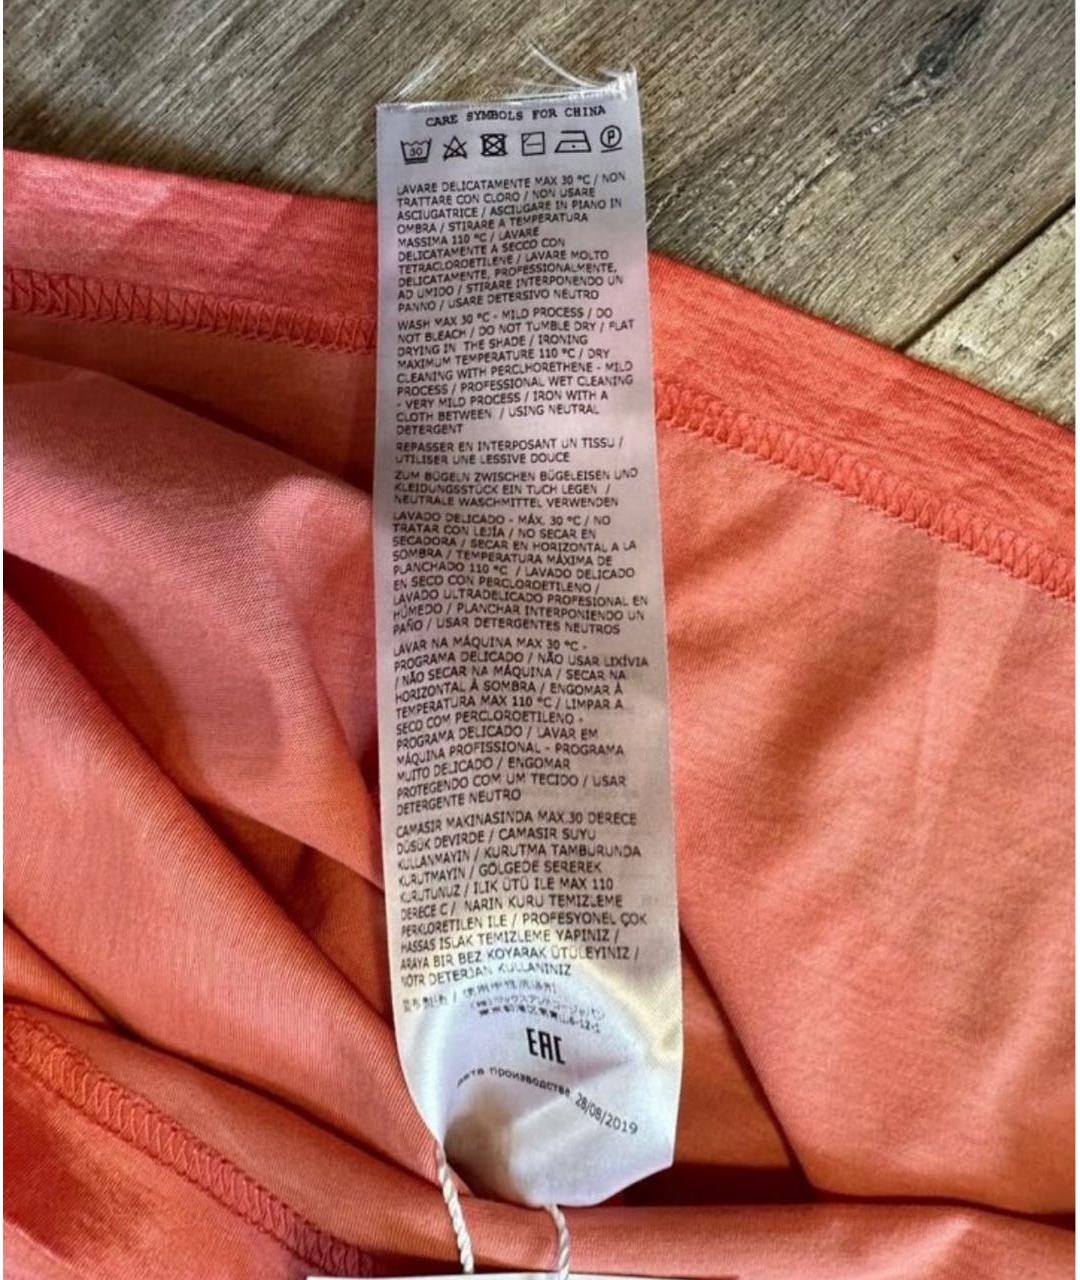 CARE SYMBOLS FOR CHINA
30 P
LAVARE DELICATAMENTE MAX 30 °C / NON
TRATTARE CON CLORO / NON USARE
ASCIUGATRICE / ASCIUGARE IN PIANO IN
OMBRA / STIRARE A TEMPERATURA
MASSIMA 110 °C / LAVARE
DELICATAMENTE A SECCO CON
TETRACLOROETILENE / LAVARE MOLTO
DELICATAMENTE, PROFESSIONALMENTE,
AD UMIDO / STIRARE INTERPONENDO UN
PANNO / USARE DETERSIVO NEUTRO
WASH MAX 30 °C - MILD PROCESS / DO
NOT BLEACH / DO NOT TUMBLE DRY / FLAT
DRYING IN THE SHADE / IRONING
MAXIMUM TEMPERATURE 110 °C / DRY
CLEANING WITH PERCLHORETHENE - MILD
PROCESS / PROFESSIONAL WET CLEANING
- VERY MILD PROCESS / IRON WITH A
CLOTH BETWEEN / USING NEUTRAL
DETERGENT
REPASSER EN INTERPOSANT UN TISSU /
UTILISER UNE LESSIVE DOUCE
ZUM BÜGELN ZWISCHEN BÜGELEISEN UND
KLEIDUNGSSTÜCK EIN TUCH LEGEN /
NEUTRALE WASCHMITTEL VERWENDEN
LAVADO DELICADO - MÁX. 30 °C / NO
TRATAR CON LEJÍA / NO SECAR EN
SECADORA / SECAR EN HORIZONTAL A LA
SOMBRA / TEMPERATURA MÁXIMA DE
PLANCHADO 110 °C / LAVADO DELICADO
EN SECO CON PERCLOROETILENO /
LAVADO ULTRADELICADO PROFESIONAL EN
HÚMEDO / PLANCHAR INTERPONIENDO UN
PAÑO / USAR DETERGENTES NEUTROS
LAVAR NA MÁQUINA MAX 30 °C -
PROGRAMA DELICADO / NÃO USAR LIXÍVIA
/ NÃO SECAR NA MÁQUINA / SECAR NA
HORIZONTAL À SOMBRA / ENGOMAR À
TEMPERATURA MAX 110 °C / LIMPAR A
SECO COM PERCLOROETILENO -
PROGRAMA DELICADO / LAVAR EM
MÁQUINA PROFISSIONAL - PROGRAMA
MUITO DELICADO / ENGOMAR
PROTEGENDO COM UM TECIDO / USAR
DETERGENTE NEUTRO
CAMASIR MAKINASINDA MAX.30 DERECE
DÜSÜK DEVIRDE / CAMASIR SUYU
KULLANMAYIN / KURUTMA TAMBURUNDA
KURUTMAYIN / GÖLGEDE SEREREK
KURUTUNUZ / ILIK ÜTÜ ILE MAX 110
DERECE C / NARIN KURU TEMIZLEME
PERKLORETILEN ILE / PROFESYONEL ÇOK
HASSAS ISLAK TEMIZLEME YAPINIZ /
ARAYA BIR BEZ KOYARAK ÜTÜLEYINIZ /
NÖTR DETERJAN KULLANINIZ
6-12-1
EAC
дата производства 28/08/2019